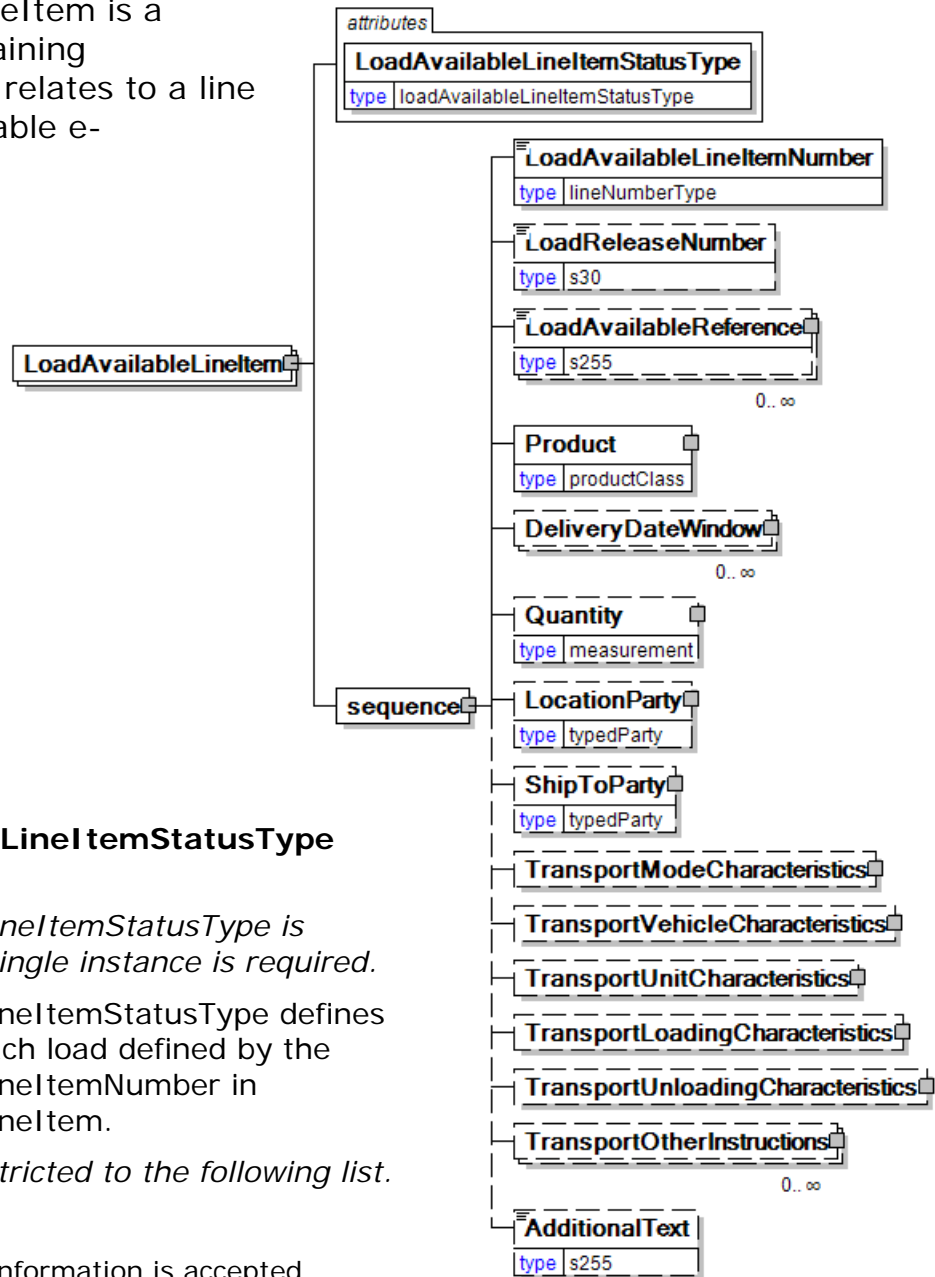 eItem is a
aining
relates to a line
able e-
LineItemStatusType
neItemStatusType is
ingle instance is required.
neItemStatusType defines
ch load defined by the
neItemNumber in
neItem.
tricted to the following list.
nformation is accepted
LoadAvailableLineItem
attributes
LoadAvailableLineItemStatusType
type loadAvailableLineItemStatusType
sequence
LoadAvailableLineItemNumber
type lineNumberType
LoadReleaseNumber
type s30
LoadAvailableReference
type s255
0.. ∞
Product
type productClass
DeliveryDateWindow
0.. ∞
Quantity
type measurement
LocationParty
type typedParty
ShipToParty
type typedParty
TransportModeCharacteristics
TransportVehicleCharacteristics
TransportUnitCharacteristics
TransportLoadingCharacteristics
TransportUnloadingCharacteristics
TransportOtherInstructions
0.. ∞
AdditionalText
type s255